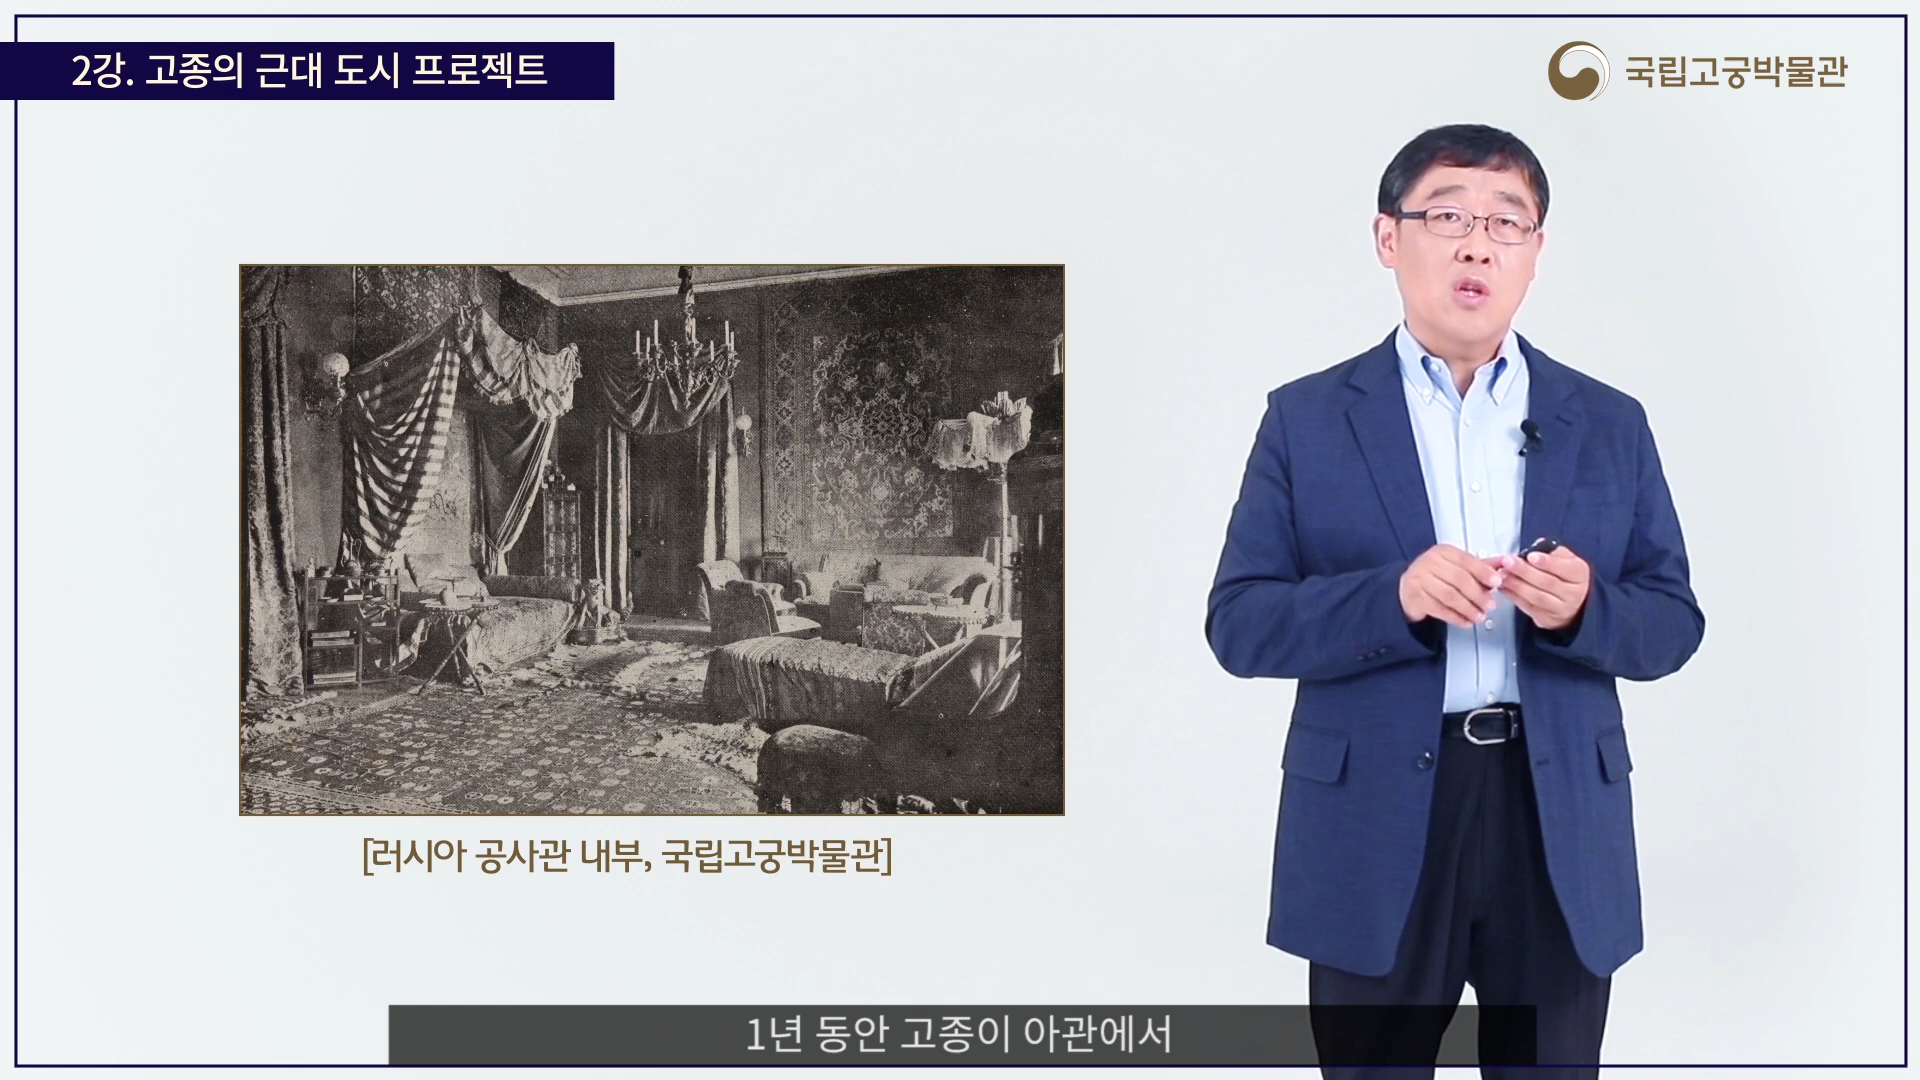 2강. 고종의 근대 도시 프로젝트
국립고궁박물관
[러시아 공사관 내부, 국립고궁박물관]
1년 동안 고종이 아관에서